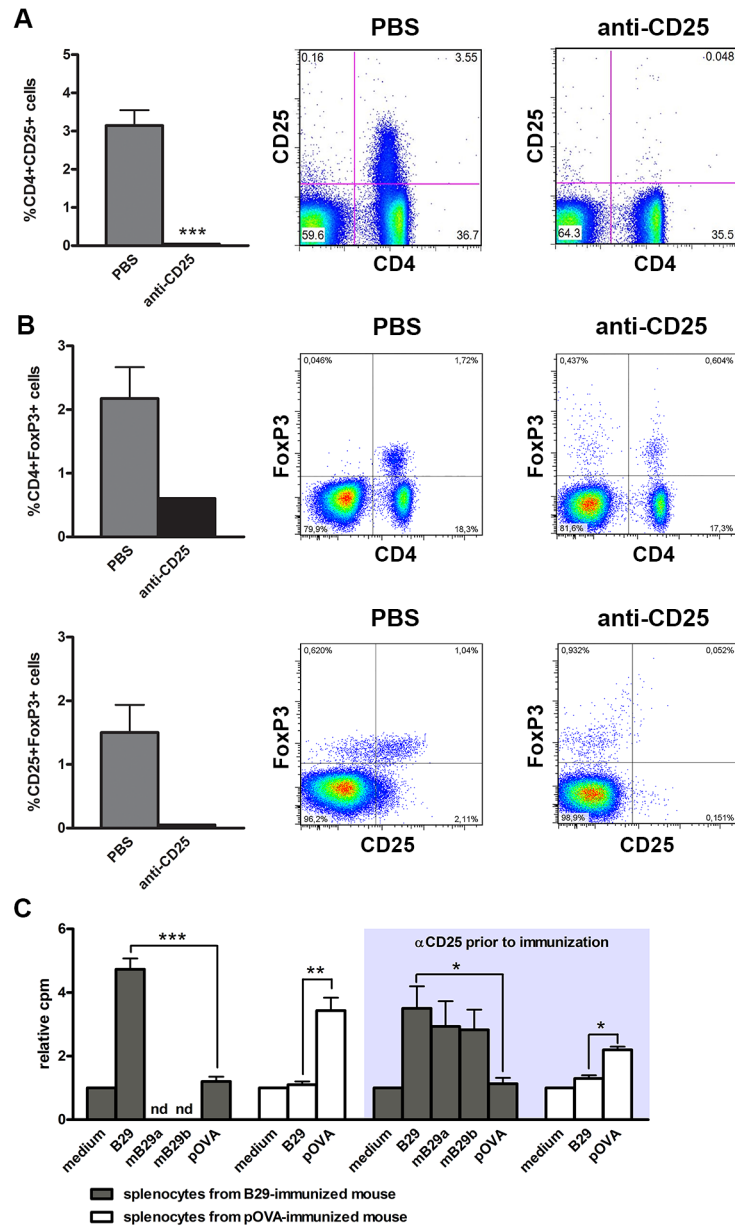 A
PBS
anti-CD25
%CD4+CD25+ cells
5
4
3
2
1
0
***
PBS
anti-CD25
CD25
0.16
3.55
59.6
36.7
CD4
CD25
0.048
64.3
35.5
CD4
B
PBS
anti-CD25
%CD4+FoxP3+ cells
3
2
1
0
PBS
anti-CD25
FoxP3
0,046%
1,72%
79,9%
18,3%
CD4
FoxP3
0,437%
0,604%
81,6%
17,3%
CD4
PBS
anti-CD25
%CD25+FoxP3+ cells
3
2
1
0
PBS
anti-CD25
FoxP3
0,620%
1,04%
96,2%
2,11%
CD25
FoxP3
0,932%
0,052%
98,9%
0,151%
CD25
C
relative cpm
6
4
2
0
***
**
αCD25 prior to immunization
*
*
nd
nd
medium
B29
mB29a
mB29b
pOVA
medium
B29
pOVA
medium
B29
mB29a
mB29b
pOVA
medium
B29
pOVA
splenocytes from B29-immunized mouse
splenocytes from pOVA-immunized mouse